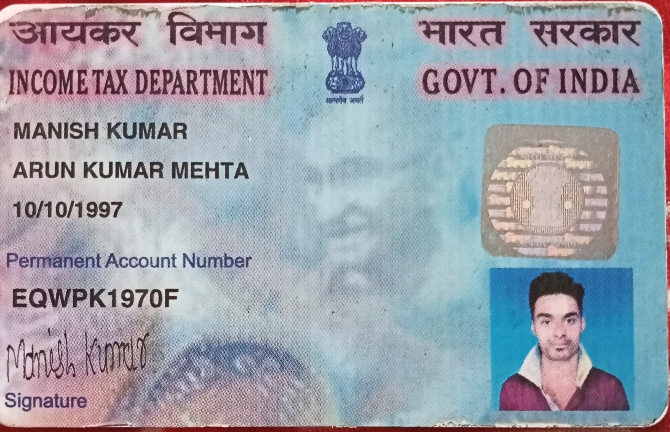 आयकर विभाग
INCOME TAX DEPARTMENT
भारत सरकार
GOVT. OF INDIA
सत्यमेव जयते
MANISH KUMAR
ARUN KUMAR MEHTA
10/10/1997
Permanent Account Number
EQWPK1970F
Manish Kumar
Signature